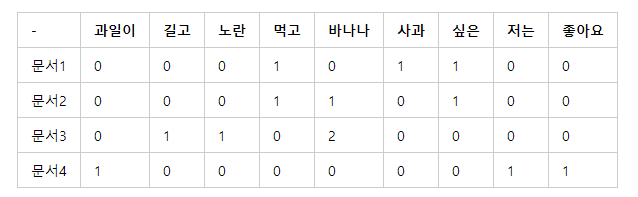 - 과일이 길고 노란 먹고 바나나 사과 싶은 저는 좋아요
문서1 0 0 0 1 0 1 1 0 0
문서2 0 0 0 1 1 0 1 0 0
문서3 0 1 1 0 2 0 0 0 0
문서4 1 0 0 0 0 0 0 1 1